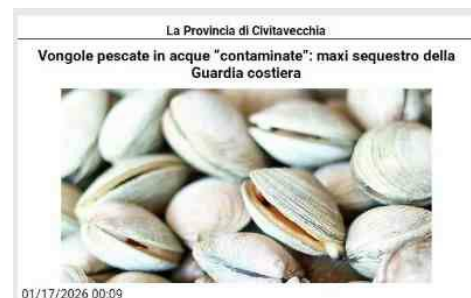 La Provincia di Civitavecchia
Vongole pescate in acque "contaminate": maxi sequestro della
Guardia costiera
01/17/2026 00:09